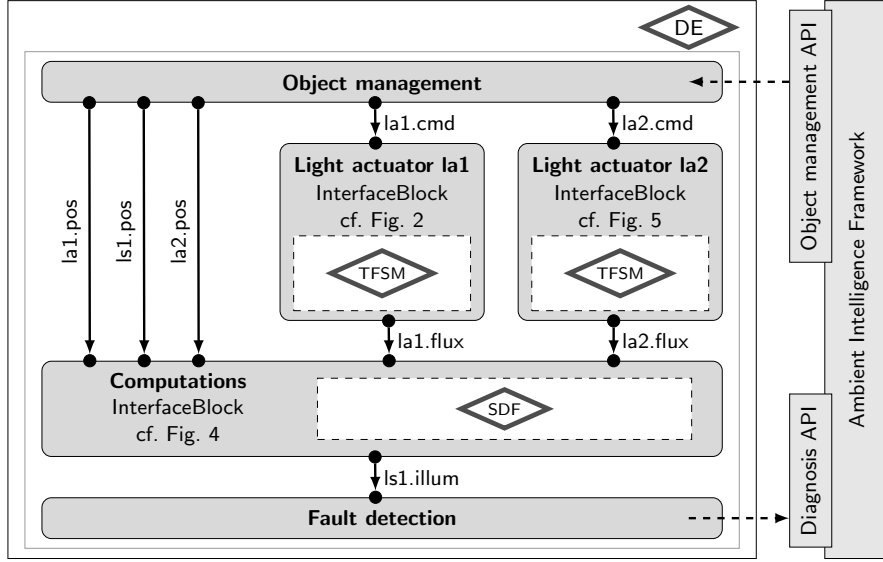 DE
Object management
la1.cmd
la2.cmd
la1.pos
ls1.pos
la2.pos
Light actuator la1
InterfaceBlock
cf. Fig. 2
TFSM
Light actuator la2
InterfaceBlock
cf. Fig. 5
TFSM
la1.flux
la2.flux
Computations
InterfaceBlock
cf. Fig. 4
SDF
ls1.illum
Fault detection
Object management API
Diagnosis API
Ambient Intelligence Framework